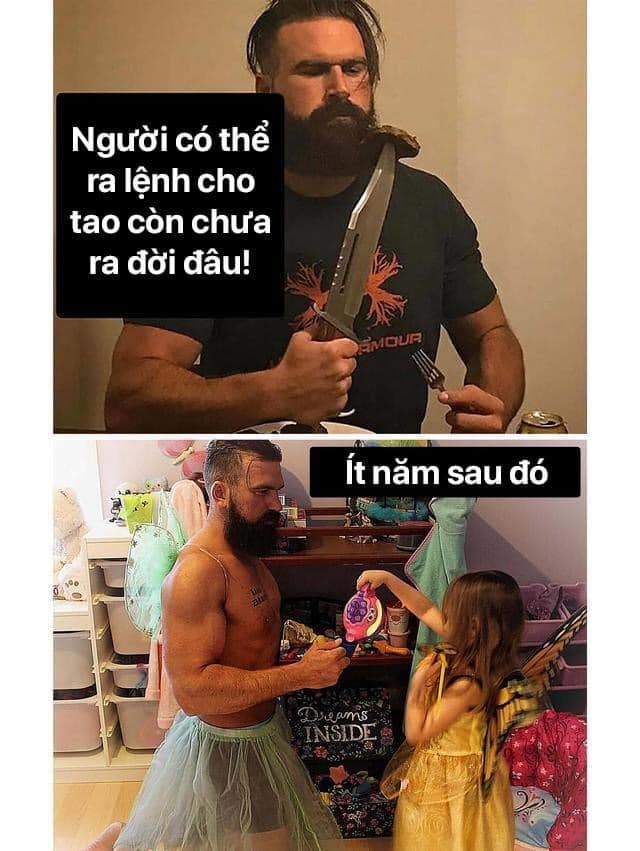 Người có thể
ra lệnh cho
tao còn chưa
ra đời đâu!
ARMOUR
Ít năm sau đó
Dreams
INSIDE